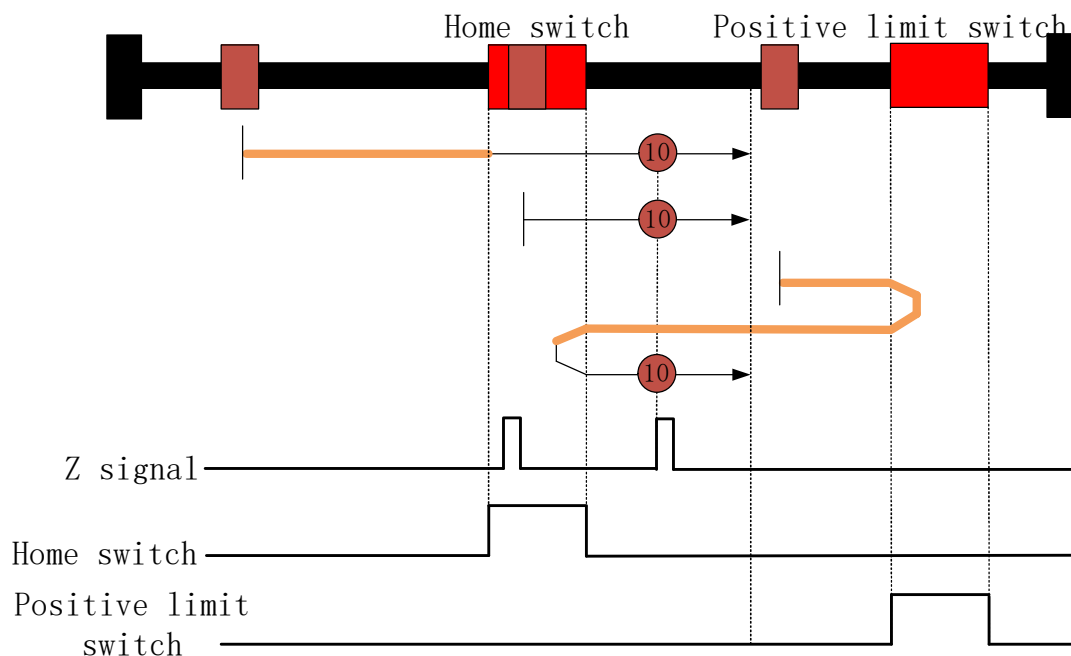 Home switch
Positive limit switch
10
10
10
Z signal
Home switch
Positive limit
switch